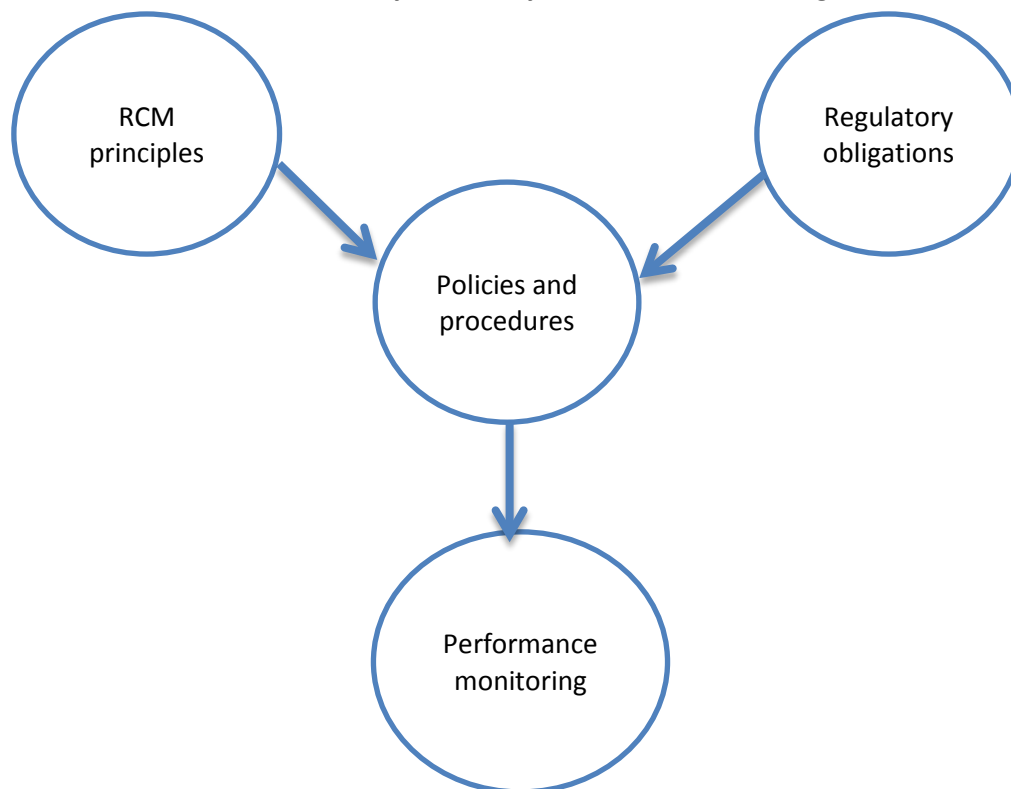 RCM
principles
Regulatory
obligations
Policies and
procedures
Performance
monitoring